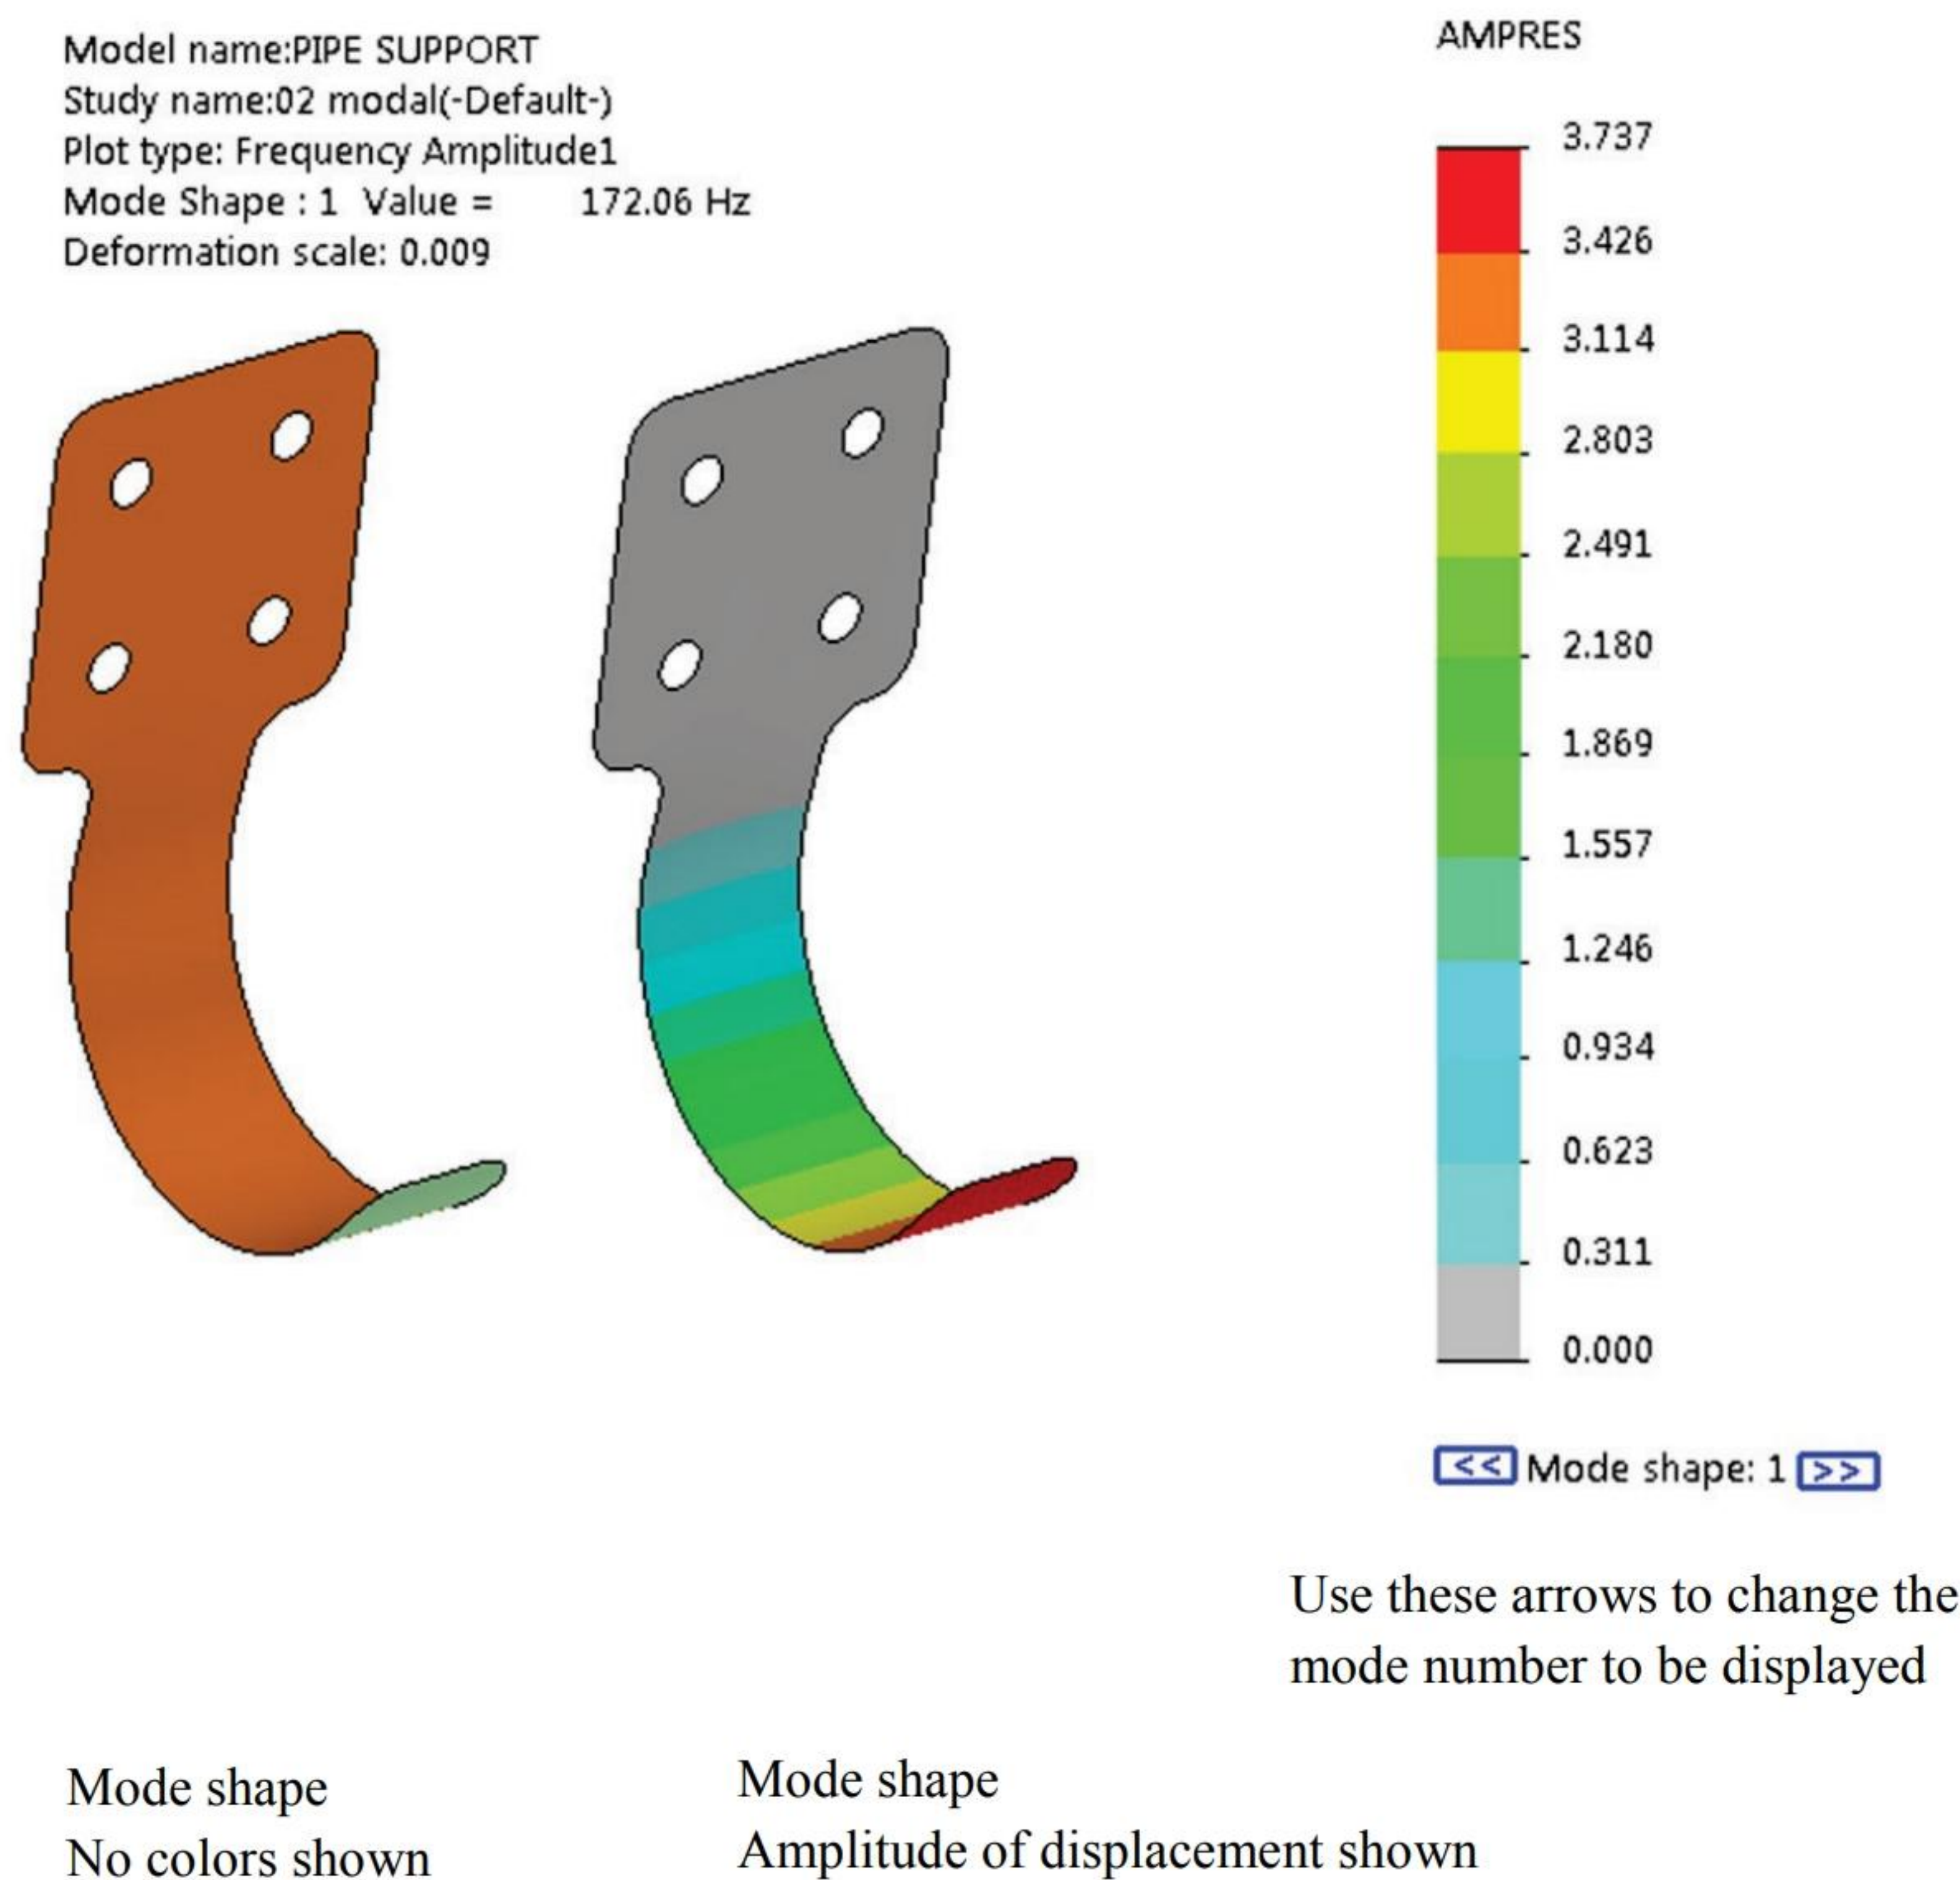 Model name:PIPE SUPPORT
Study name:02 modal(-Default-)
Plot type: Frequency Amplitude1
Mode Shape : 1 Value = 172.06 Hz
Deformation scale: 0.009
AMPRES
3.737
3.426
3.114
2.803
2.491
2.180
1.869
1.557
1.246
0.934
0.623
0.311
0.000
<< Mode shape: 1 >>
Use these arrows to change the
mode number to be displayed
Mode shape
No colors shown
Mode shape
Amplitude of displacement shown